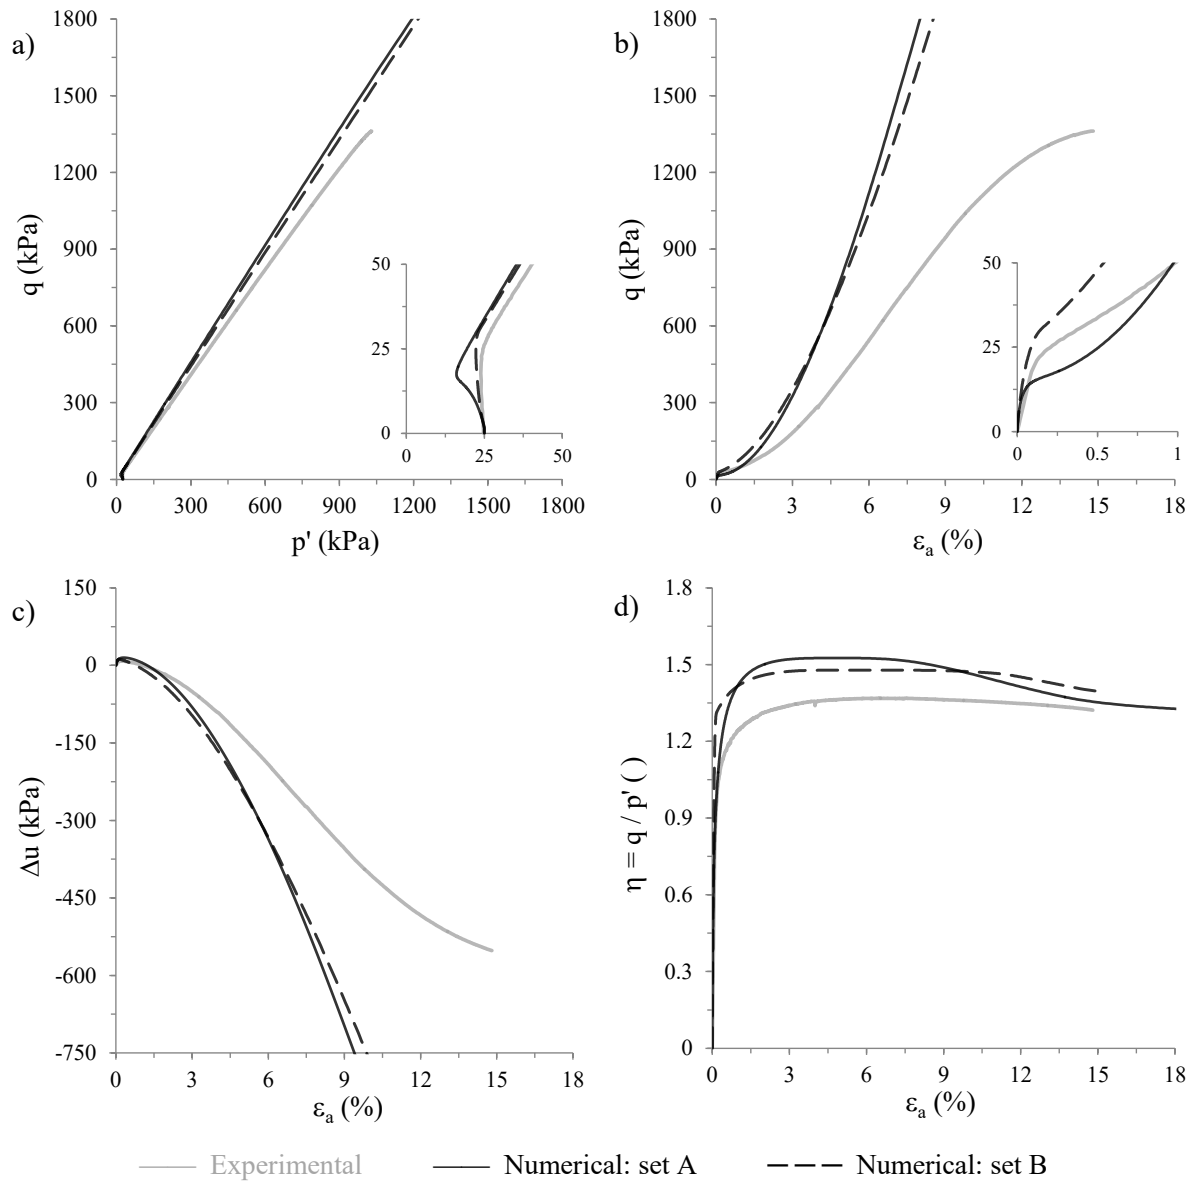 a)
1800
1500
1200
900
600
300
0
q (kPa)
50
25
0
0 25 50
0 300 600 900 1200 1500 1800
p' (kPa)
b)
1800
1500
1200
900
600
300
0
q (kPa)
50
25
0
0 0.5 1
0 3 6 9 12 15 18
εa (%)
c)
150
0
-150
-300
-450
-600
-750
Δu (kPa)
0 3 6 9 12 15 18
εa (%)
d)
1.8
1.5
1.2
0.9
0.6
0.3
0
η = q / p' ( )
0 3 6 9 12 15 18
εa (%)
Experimental Numerical: set A Numerical: set B